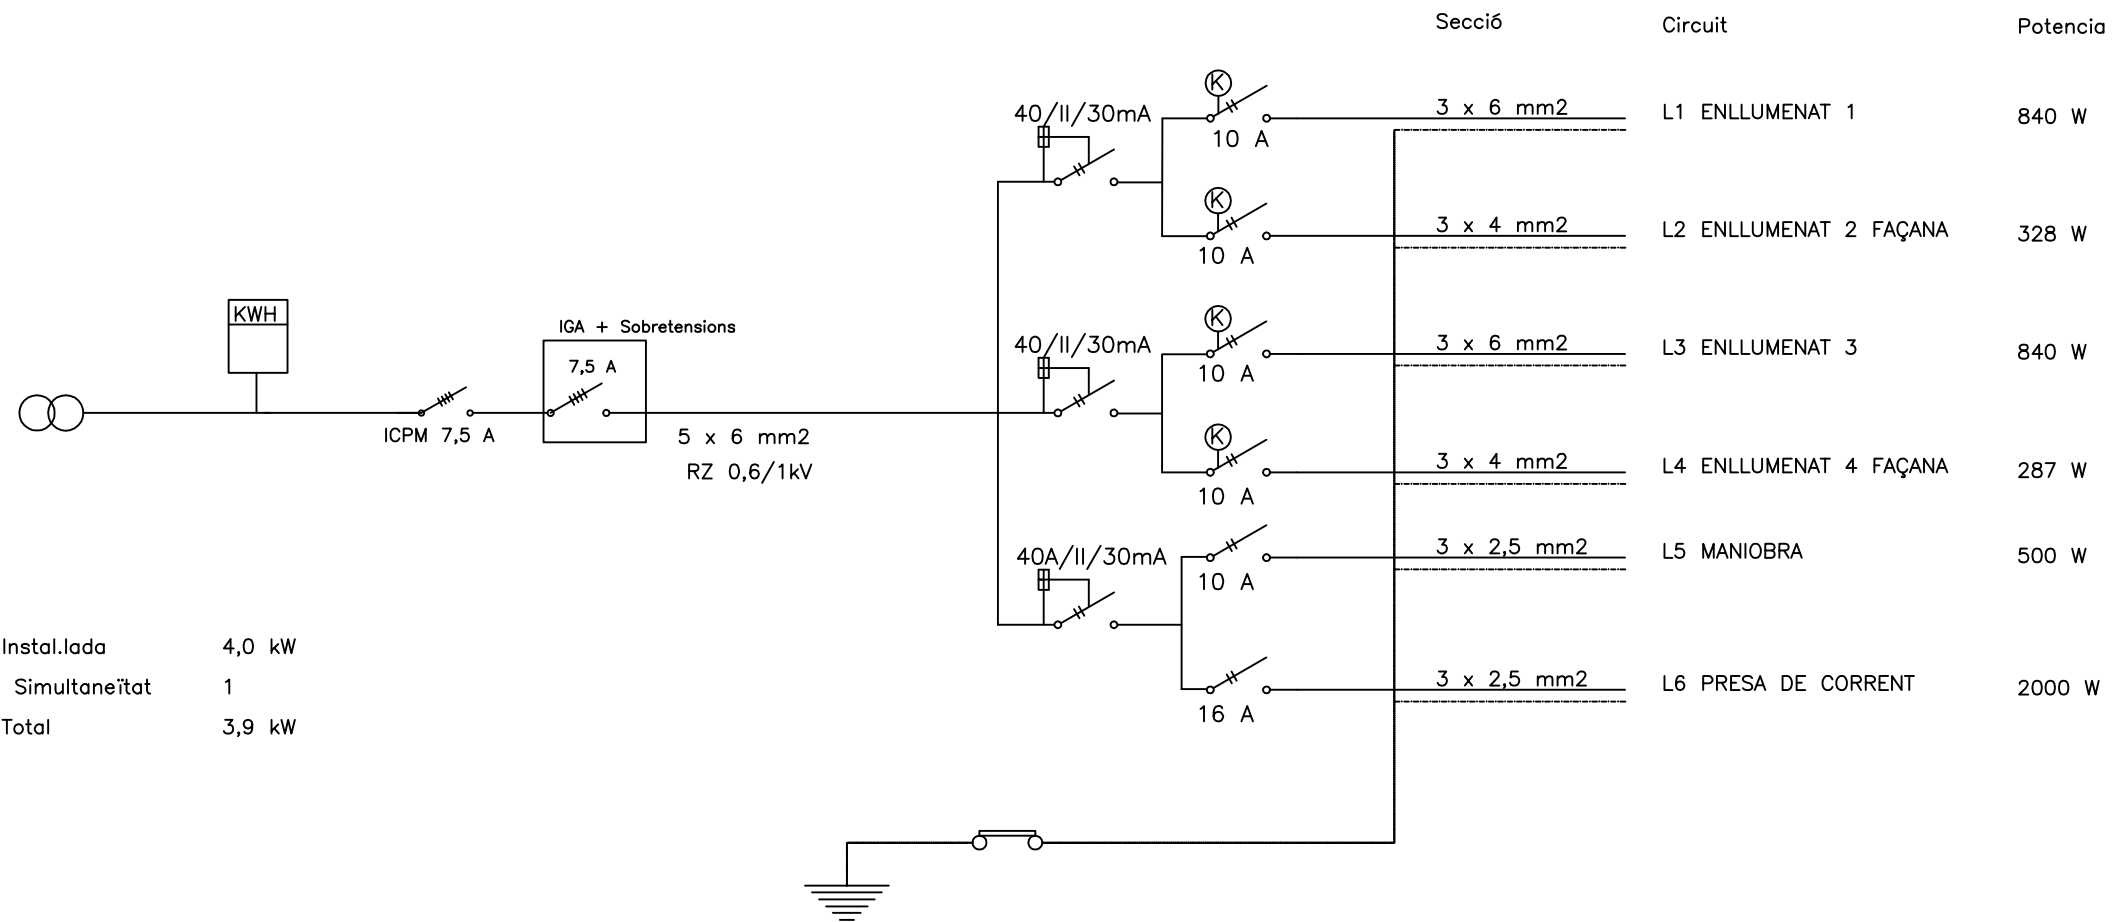 Secció
Circuit
Potencia
40/II/30mA
K
10 A
3 x 6 mm2
L1 ENLLUMENAT 1
840 W
K
10 A
3 x 4 mm2
L2 ENLLUMENAT 2 FAÇANA
328 W
KWH
ICPM 7,5 A
IGA + Sobretensions
7,5 A
5 x 6 mm2
RZ 0,6/1kV
40/II/30mA
K
10 A
3 x 6 mm2
L3 ENLLUMENAT 3
840 W
K
10 A
3 x 4 mm2
L4 ENLLUMENAT 4 FAÇANA
287 W
40A/II/30mA
10 A
3 x 2,5 mm2
L5 MANIOBRA
500 W
16 A
3 x 2,5 mm2
L6 PRESA DE CORRENT
2000 W
Instal.lada 4,0 kW
Simultaneïtat 1
Total 3,9 kW